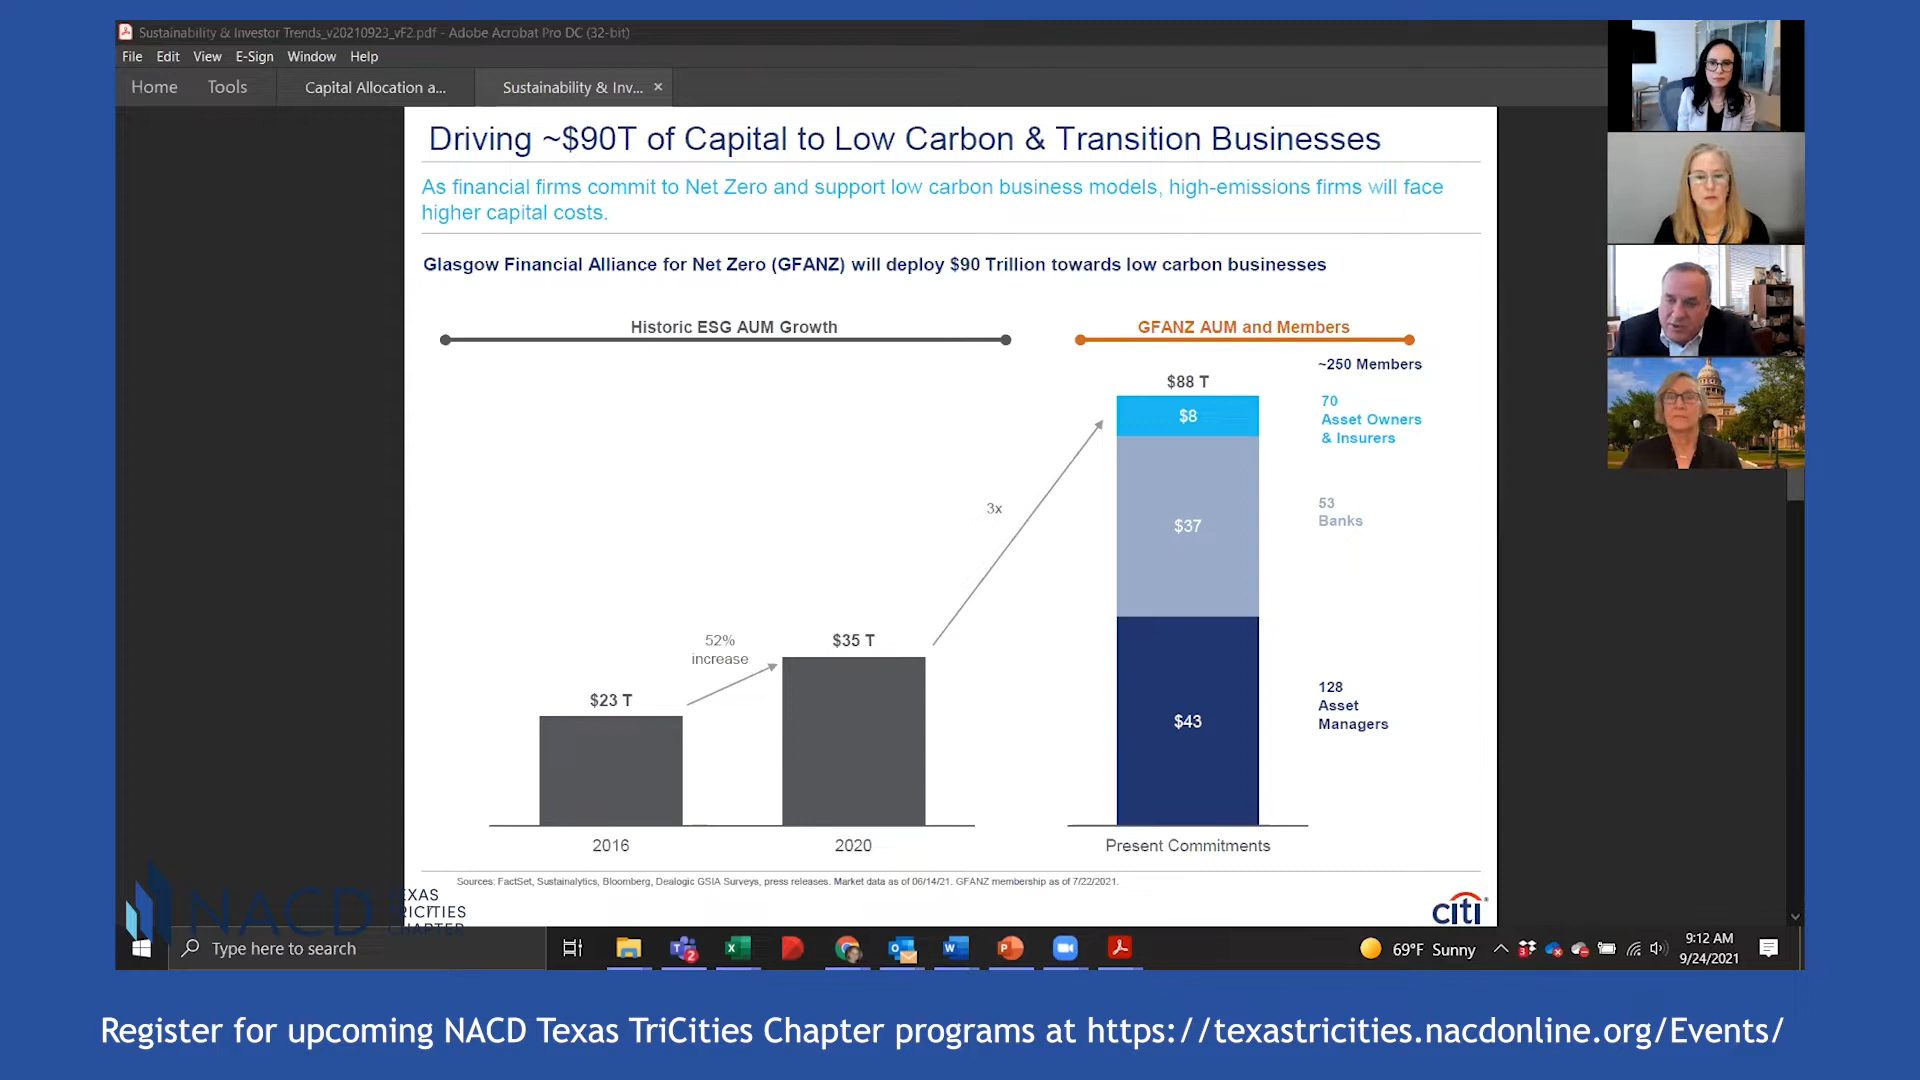 Sustainability & Investor Trends_v20210923_vF2.pdf - Adobe Acrobat Pro DC (32-bit)
File Edit View E-Sign Window Help
Home Tools Capital Allocation a... Sustainability & Inv... ×
Driving ~$90T of Capital to Low Carbon & Transition Businesses
As financial firms commit to Net Zero and support low carbon business models, high-emissions firms will face
higher capital costs.
Glasgow Financial Alliance for Net Zero (GFANZ) will deploy $90 Trillion towards low carbon businesses
Historic ESG AUM Growth
GFANZ AUM and Members
~250 Members
$88 T
$8
70
Asset Owners
& Insurers
3x
53
Banks
$37
52%
increase
$35 T
$23 T
128
Asset
Managers
$43
2016
2020
Present Commitments
Sources: FactSet, Sustainalytics, Bloomberg, Dealogic GSIA Surveys, press releases. Market data as of 06/14/21. GFANZ membership as of 7/22/2021.
citi
NACD
TEXAS
TRICITIES
CHAPTER
Type here to search
69°F Sunny
9:12 AM
9/24/2021
Register for upcoming NACD Texas TriCities Chapter programs at https://texastricities.nacdonline.org/Events/